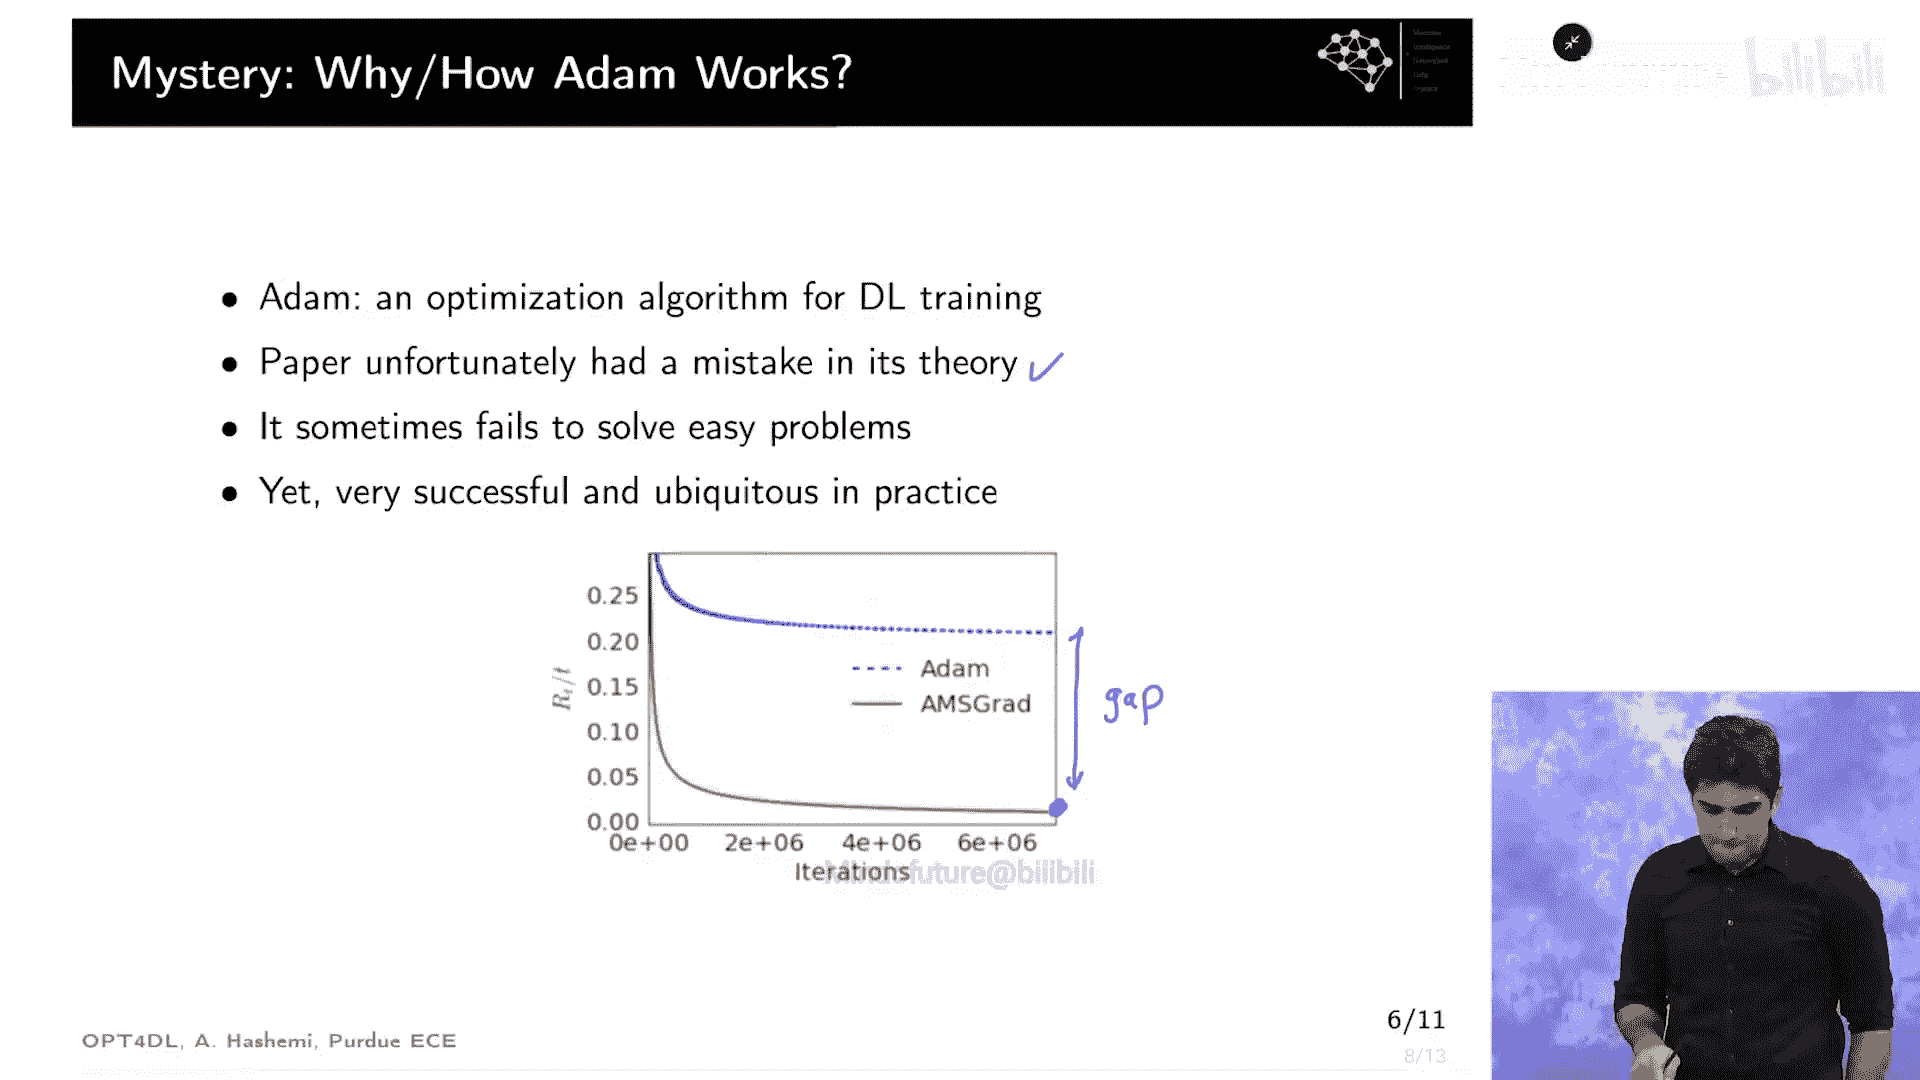 Mystery: Why/How Adam Works?
bilibili
• Adam: an optimization algorithm for DL training
• Paper unfortunately had a mistake in its theory ✓
• It sometimes fails to solve easy problems
• Yet, very successful and ubiquitous in practice
0.25
0.20
0.15
0.10
0.05
0.00
R_t/t
Adam
AMSGrad
gap
0e+00 2e+06 4e+06 6e+06
Iterations
Mindsfuture@bilibili
6/11
OPT4DL, A. Hashemi, Purdue ECE
8/13